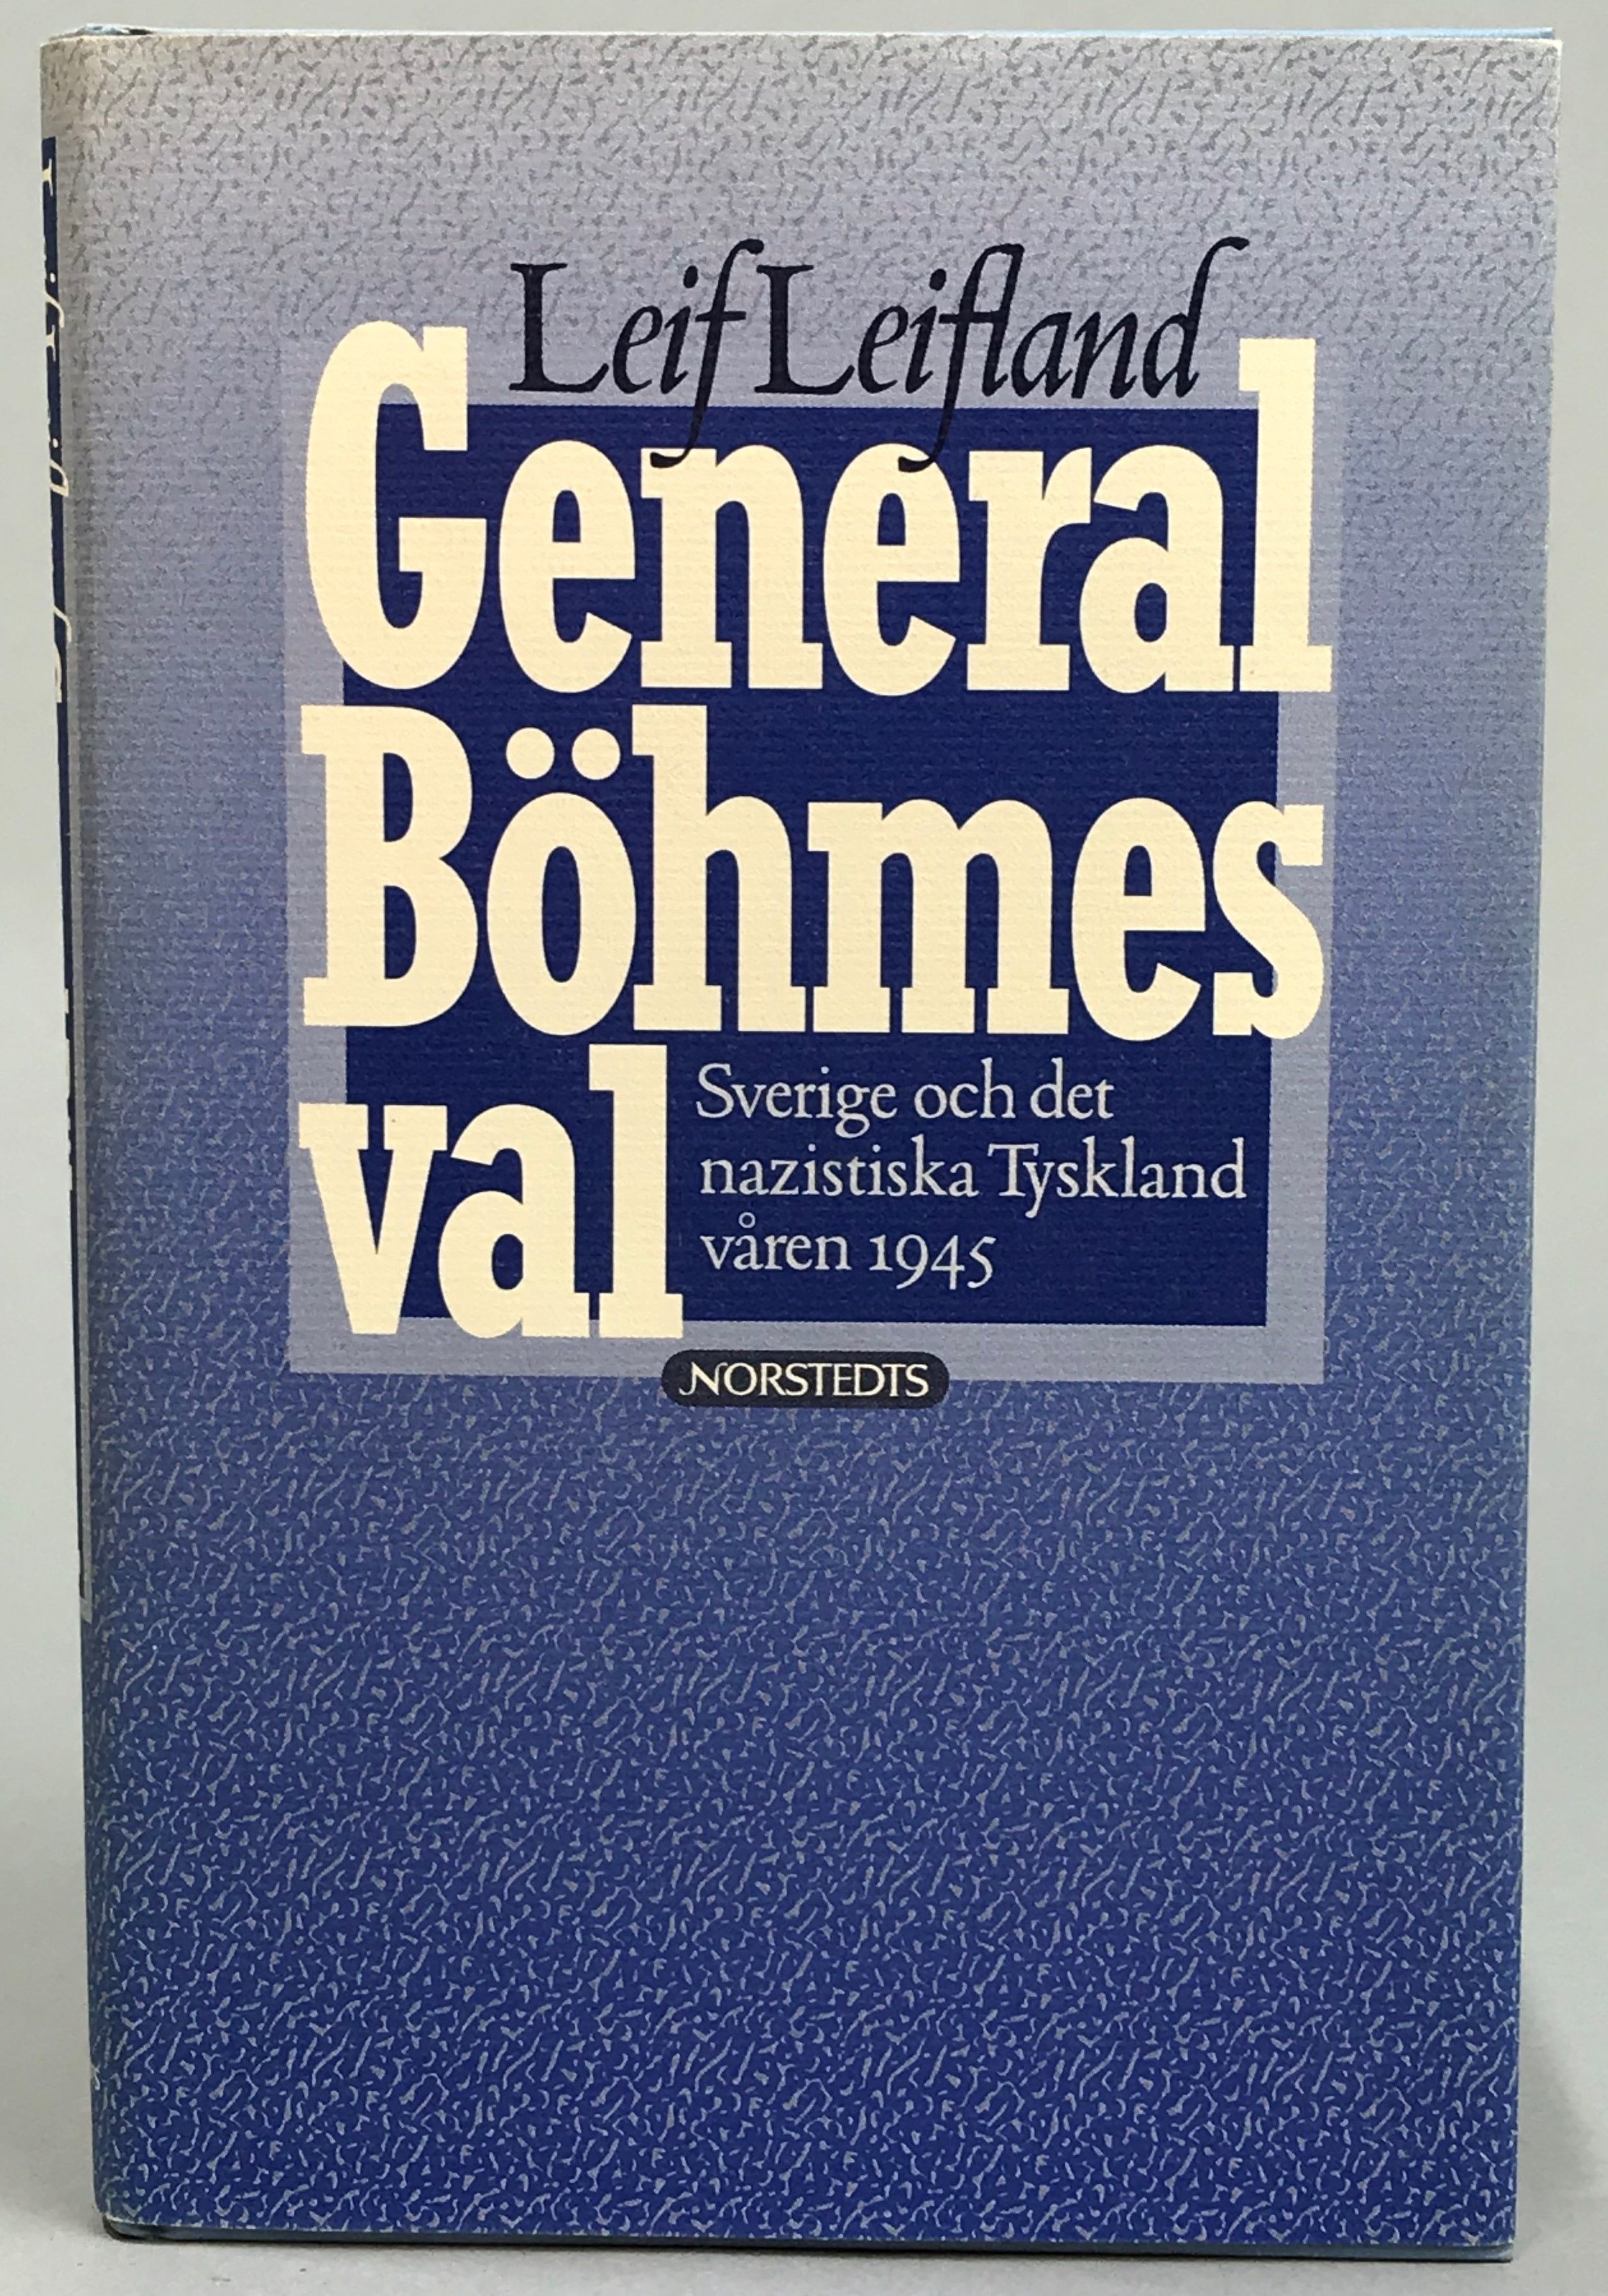 Leif Leifland
General
Böhmes
val
Sverige och det
nazistiska Tyskland
våren 1945
NORSTEDTS